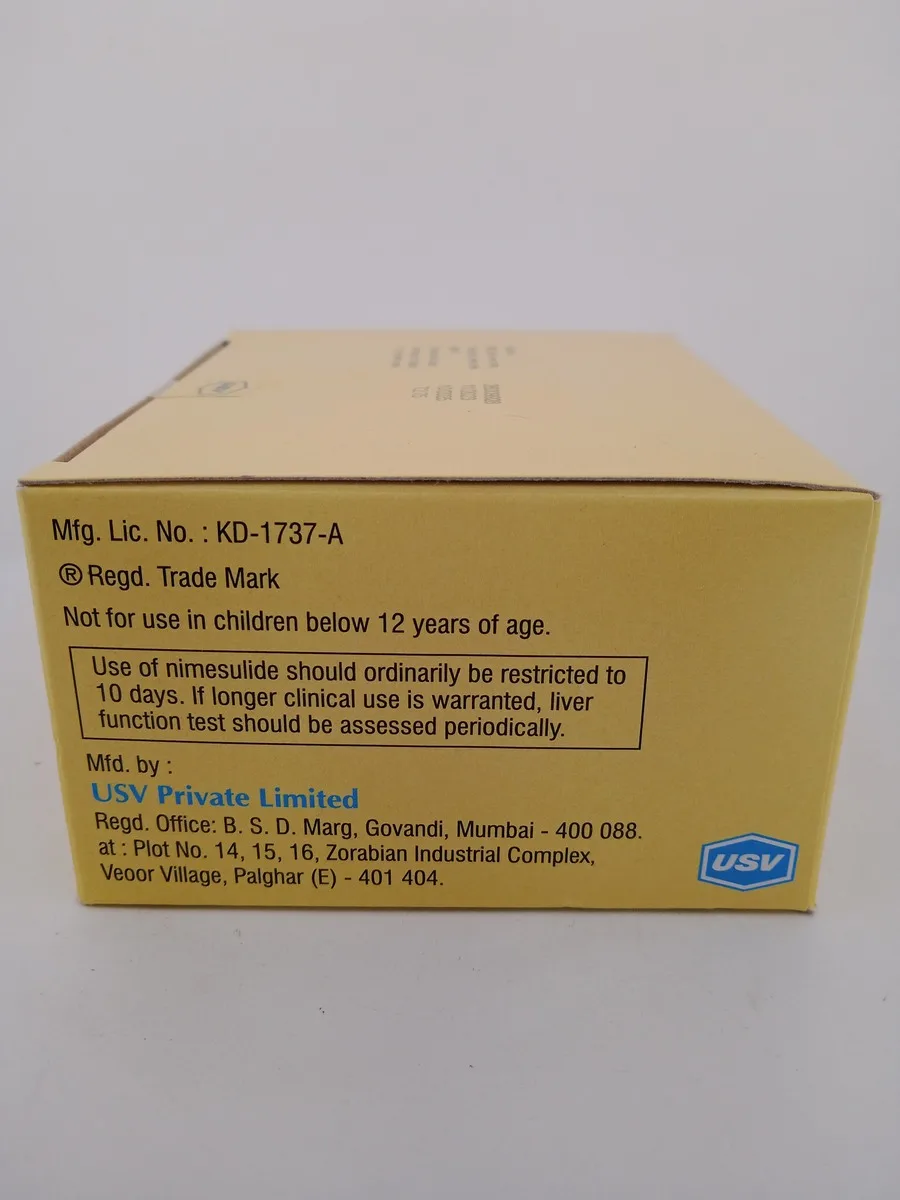 Mfg. Lic. No. : KD-1737-A
® Regd. Trade Mark
Not for use in children below 12 years of age.
Use of nimesulide should ordinarily be restricted to
10 days. If longer clinical use is warranted, liver
function test should be assessed periodically.
Mfd. by :
USV Private Limited
Regd. Office: B. S. D. Marg, Govandi, Mumbai - 400 088.
at : Plot No. 14, 15, 16, Zorabian Industrial Complex,
Veoor Village, Palghar (E) - 401 404.
USV